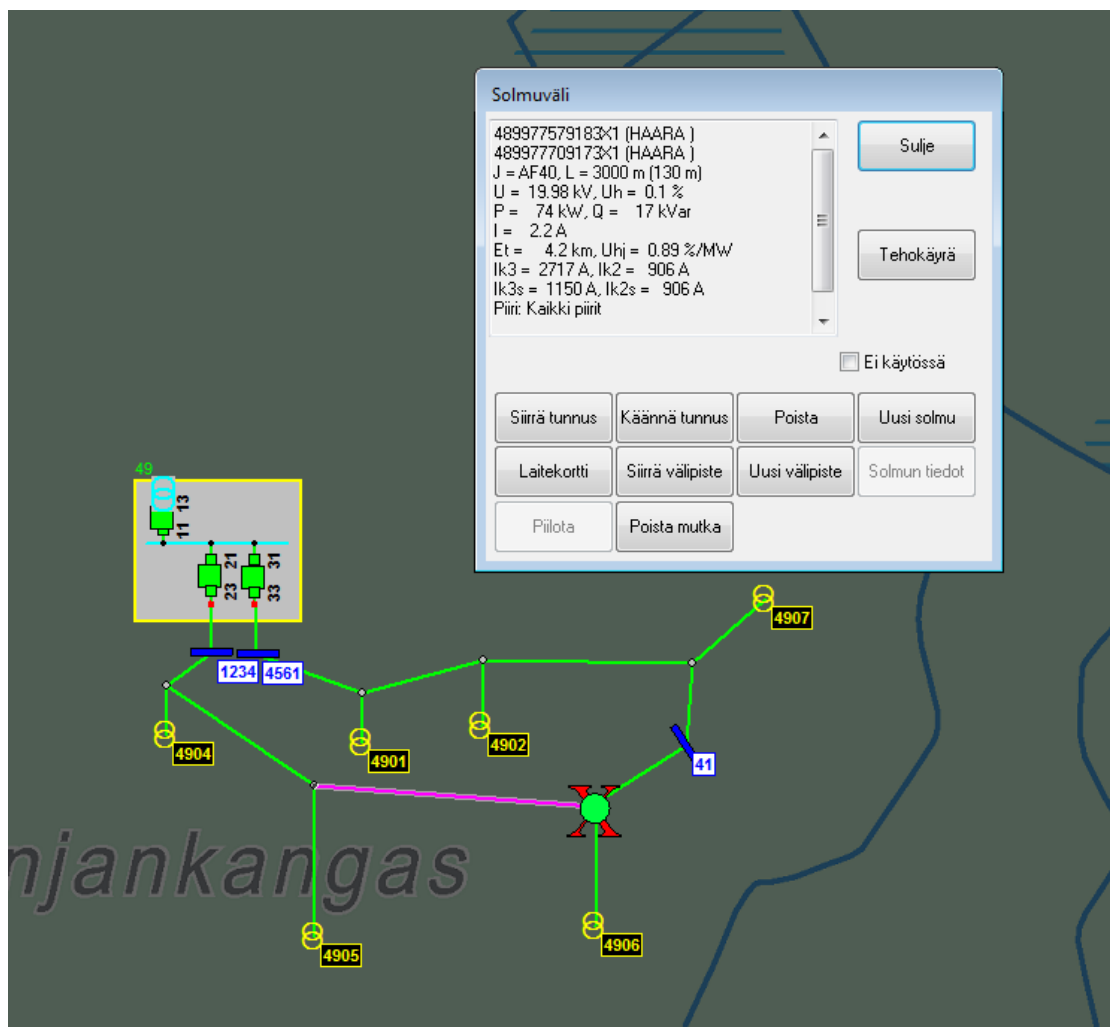 Solmuväli
489977579183X1 (HAARA )
489977709173X1 (HAARA )
J = AF40, L = 3000 m (130 m)
U = 19.98 kV, Uh = 0.1 %
P = 74 kW, Q = 17 kVar
I = 2.2 A
Et = 4.2 km, Uhj = 0.89 %/MW
Ik3 = 2717 A, Ik2 = 906 A
Ik3s = 1150 A, Ik2s = 906 A
Piiri: Kaikki piirit
Sulje
Tehokäyrä
Ei käytössä
Siirrä tunnus
Käännä tunnus
Poista
Uusi solmu
Laitekortti
Siirrä välipiste
Uusi välipiste
Solmun tiedot
Piilota
Poista mutka
49
11
13
21
23
31
33
1234
4561
4907
4904
4901
4902
41
njankangas
4905
4906